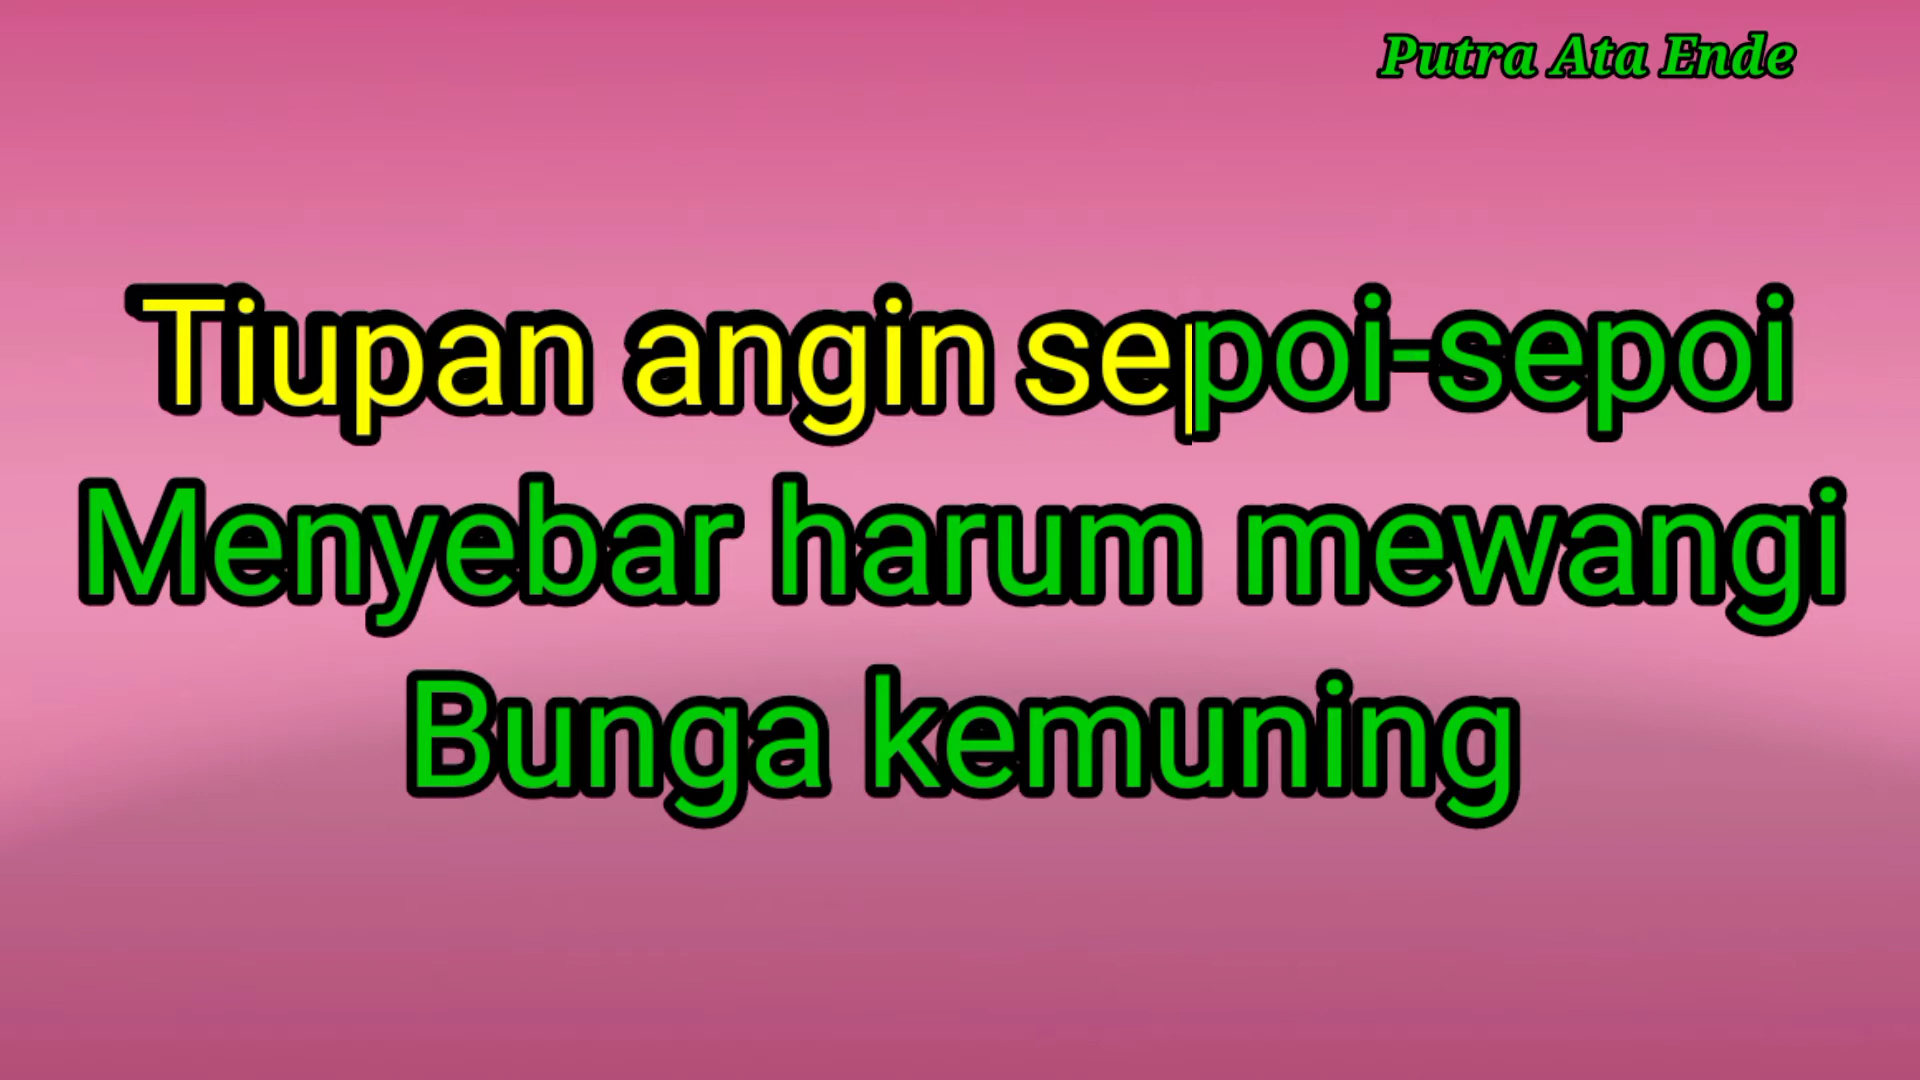 Putra Ata Ende
Tiupan angin sepoi-sepoi
Menyebar harum mewangi
Bunga kemuning